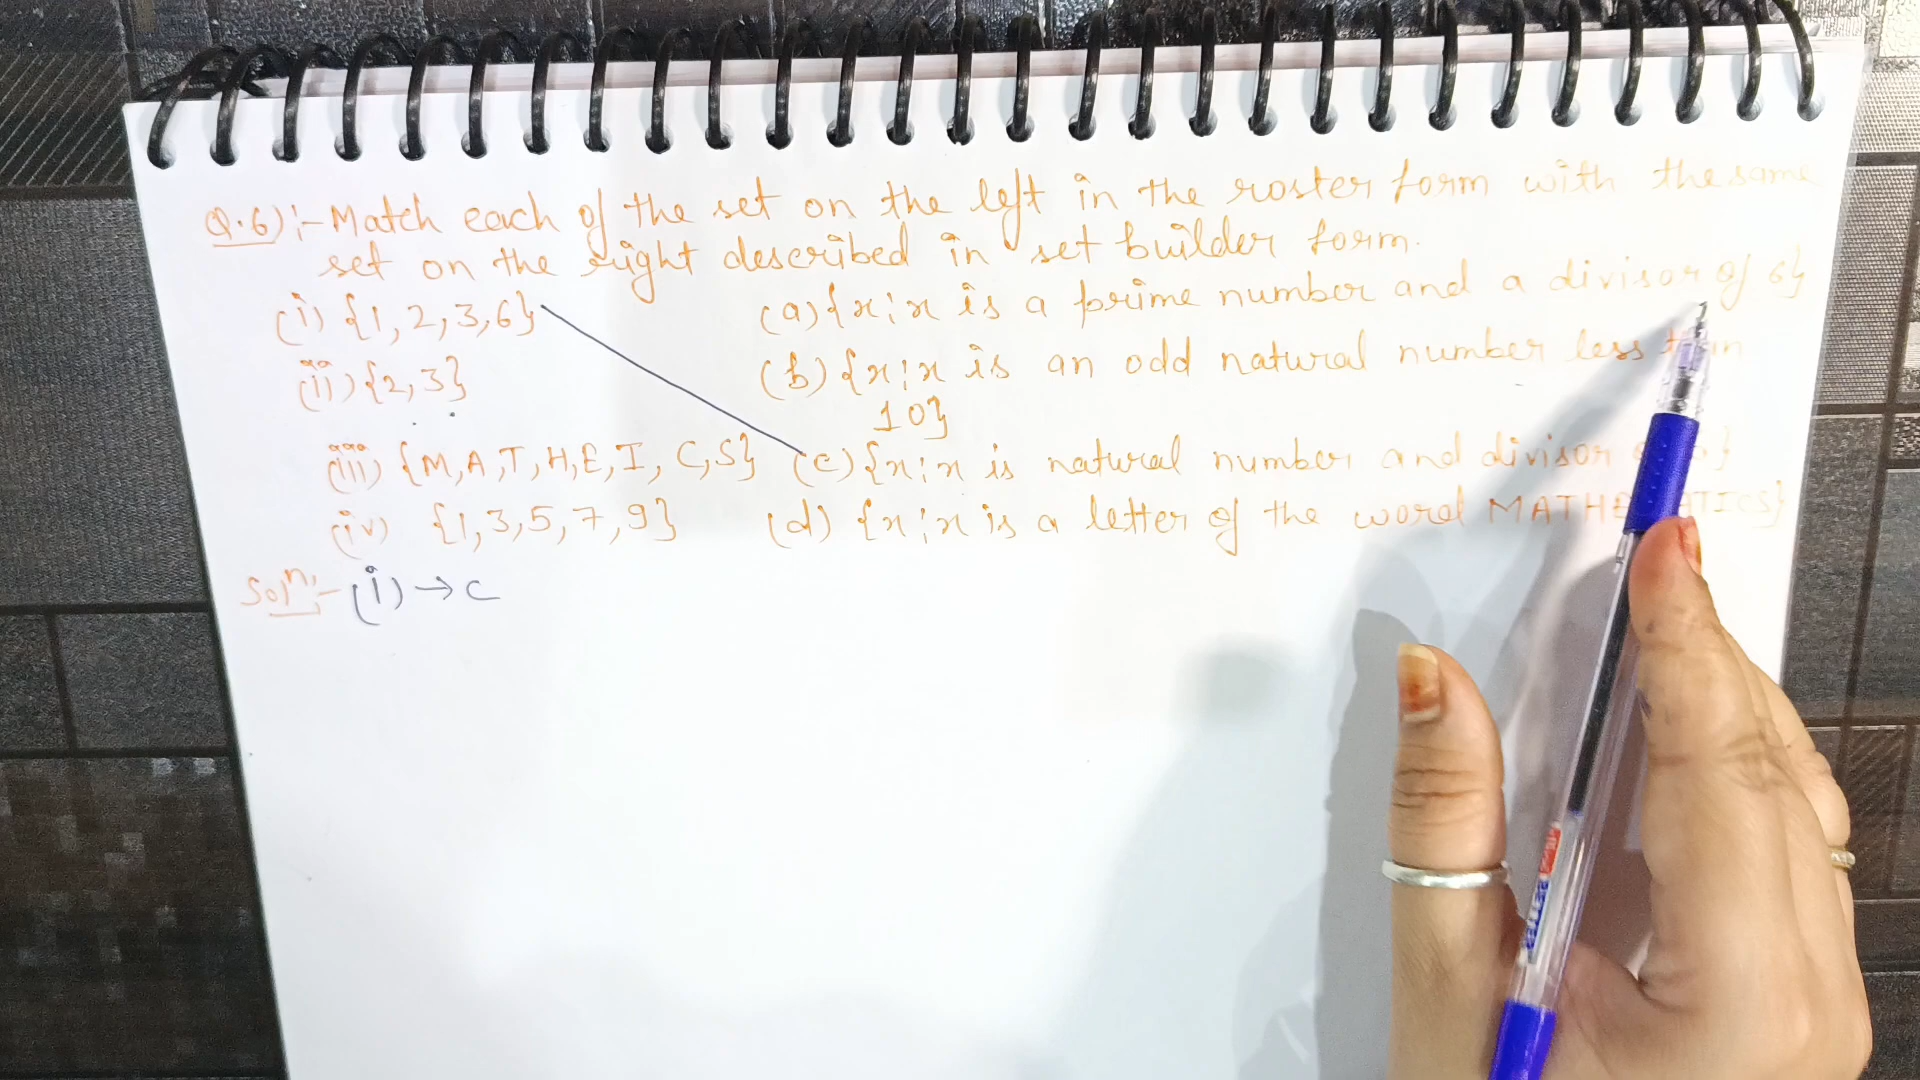 Q.6):- Match each of the set on the left in the roster form with the same
set on the right described in set builder form.
(i) {1, 2, 3, 6} (a) {x : x is a prime number and a divisor of 6}
(ii) {2, 3} (b) {x : x is an odd natural number less
10}
(iii) {M, A, T, H, E, I, C, S} (c) {x : x is natural number and divisor
(iv) {1, 3, 5, 7, 9} (d) {x : x is a letter of the word MATHEMATICS}
Solⁿ:- (i) → c